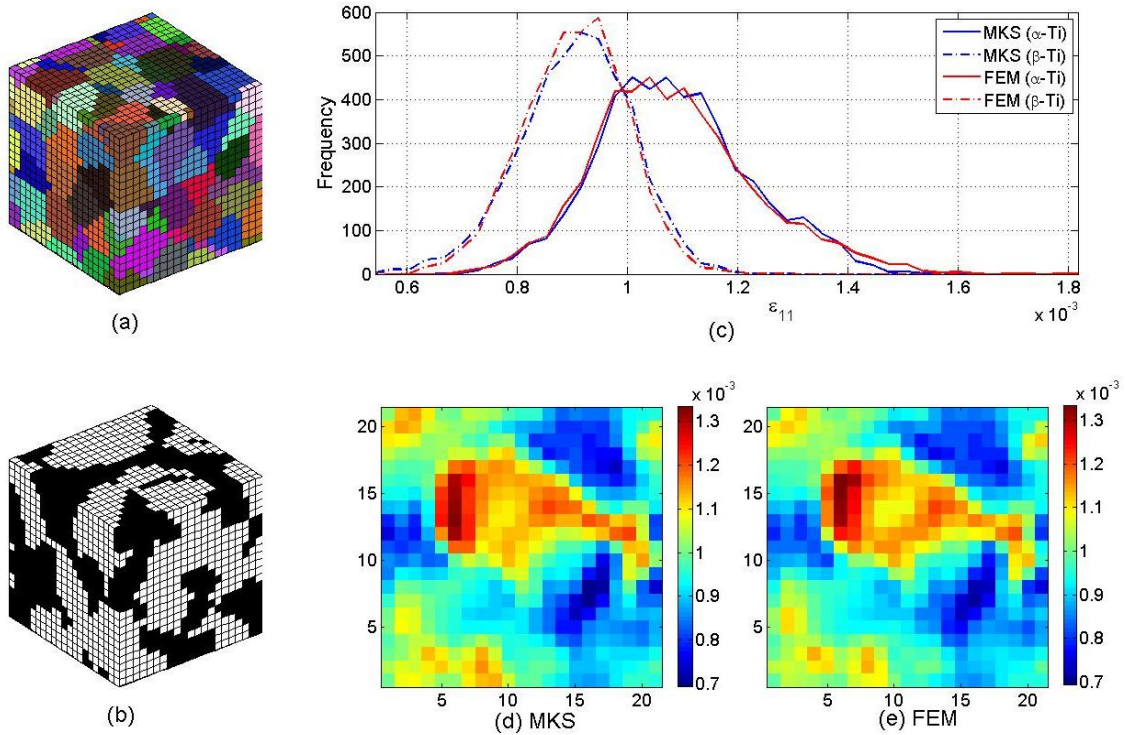 (a)
600
500
400
300
200
100
0
Frequency
0.6 0.8 1 1.2 1.4 1.6 1.8
ε11
x 10-3
MKS (α-Ti)
MKS (β-Ti)
FEM (α-Ti)
FEM (β-Ti)
(c)
(b)
20
15
10
5
5 10 15 20
x 10-3
1.3
1.2
1.1
1
0.9
0.8
0.7
(d) MKS
20
15
10
5
5 10 15 20
x 10-3
1.3
1.2
1.1
1
0.9
0.8
0.7
(e) FEM